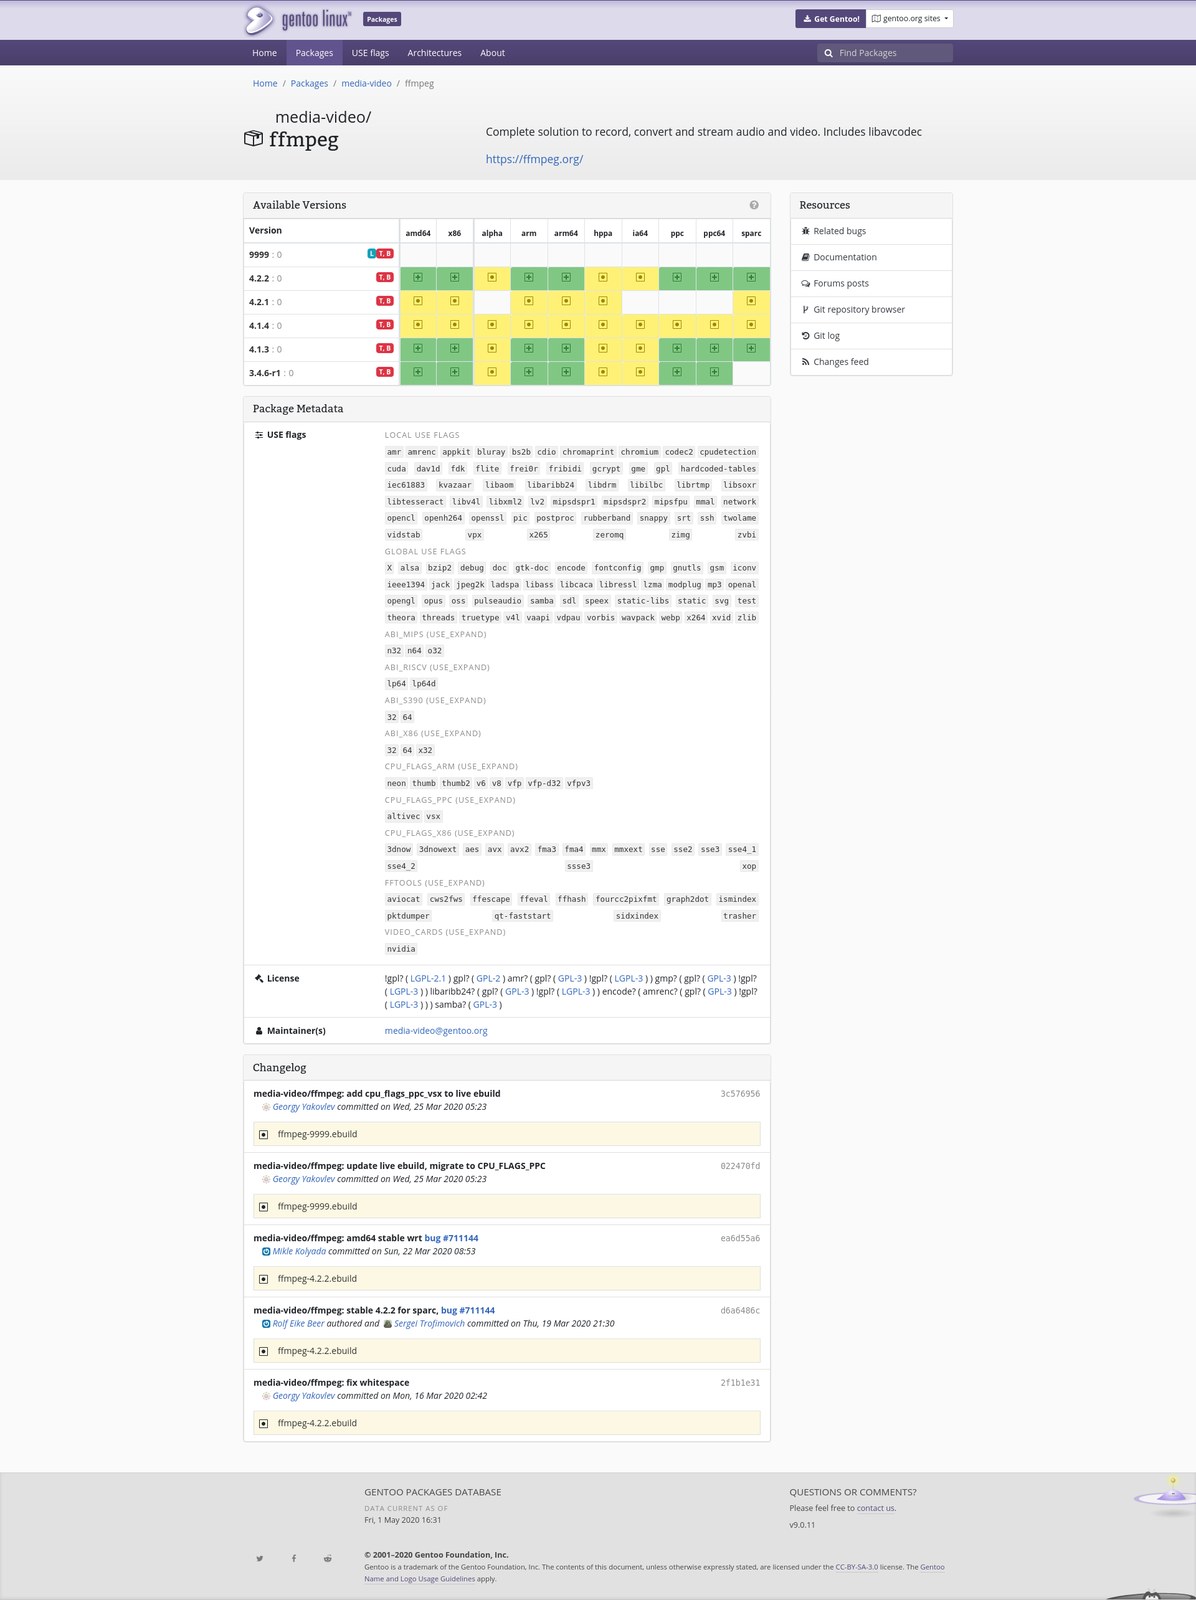 gentoo linux Packages Get Gentoo! gentoo.org sites
Home Packages USE flags Architectures About Find Packages
Home / Packages / media-video / ffmpeg
media-video/
ffmpeg
Complete solution to record, convert and stream audio and video. Includes libavcodec
https://ffmpeg.org/
Available Versions
Version amd64 x86 alpha arm arm64 hppa ia64 ppc ppc64 sparc
9999 : 0 L T, B
4.2.2 : 0 T, B
4.2.1 : 0 T, B
4.1.4 : 0 T, B
4.1.3 : 0 T, B
3.4.6-r1 : 0 T, B
Resources
Related bugs
Documentation
Forums posts
Git repository browser
Git log
Changes feed
Package Metadata
USE flags
LOCAL USE FLAGS
amr amrenc appkit bluray bs2b cdio chromaprint chromium codec2 cpudetection
cuda dav1d fdk flite frei0r fribidi gcrypt gme gpl hardcoded-tables
iec61883 kvazaar libaom libaribb24 libdrm libilbc librtmp libsoxr
libtesseract libv4l libxml2 lv2 mipsdspr1 mipsdspr2 mipsfpu mmal network
opencl openh264 openssl pic postproc rubberband snappy srt ssh twolame
vidstab vpx x265 zeromq zimg zvbi
GLOBAL USE FLAGS
X alsa bzip2 debug doc gtk-doc encode fontconfig gmp gnutls gsm iconv
ieee1394 jack jpeg2k ladspa libass libcaca libressl lzma modplug mp3 openal
opengl opus oss pulseaudio samba sdl speex static-libs static svg test
theora threads truetype v4l vaapi vdpau vorbis wavpack webp x264 xvid zlib
ABI_MIPS (USE_EXPAND)
n32 n64 o32
ABI_RISCV (USE_EXPAND)
lp64 lp64d
ABI_S390 (USE_EXPAND)
32 64
ABI_X86 (USE_EXPAND)
32 64 x32
CPU_FLAGS_ARM (USE_EXPAND)
neon thumb thumb2 v6 v8 vfp vfp-d32 vfpv3
CPU_FLAGS_PPC (USE_EXPAND)
altivec vsx
CPU_FLAGS_X86 (USE_EXPAND)
3dnow 3dnowext aes avx avx2 fma3 fma4 mmx mmxext sse sse2 sse3 sse4_1
sse4_2 ssse3 xop
FFTOOLS (USE_EXPAND)
aviocat cws2fws ffescape ffeval ffhash fourcc2pixfmt graph2dot ismindex
pktdumper qt-faststart sidxindex trasher
VIDEO_CARDS (USE_EXPAND)
nvidia
License
!gpl? ( LGPL-2.1 ) gpl? ( GPL-2 ) amr? ( gpl? ( GPL-3 ) !gpl? ( LGPL-3 ) ) gmp? ( gpl? ( GPL-3 ) !gpl?
( LGPL-3 ) ) libaribb24? ( gpl? ( GPL-3 ) !gpl? ( LGPL-3 ) ) encode? ( amrenc? ( gpl? ( GPL-3 ) !gpl?
( LGPL-3 ) ) ) samba? ( GPL-3 )
Maintainer(s)
media-video@gentoo.org
Changelog
media-video/ffmpeg: add cpu_flags_ppc_vsx to live ebuild 3c576956
Georgy Yakovlev committed on Wed, 25 Mar 2020 05:23
ffmpeg-9999.ebuild
media-video/ffmpeg: update live ebuild, migrate to CPU_FLAGS_PPC 022470fd
Georgy Yakovlev committed on Wed, 25 Mar 2020 05:23
ffmpeg-9999.ebuild
media-video/ffmpeg: amd64 stable wrt bug #711144 ea6d55a6
Mikle Kolyada committed on Sun, 22 Mar 2020 08:53
ffmpeg-4.2.2.ebuild
media-video/ffmpeg: stable 4.2.2 for sparc, bug #711144 d6a6486c
Rolf Eike Beer authored and Sergei Trofimovich committed on Thu, 19 Mar 2020 21:30
ffmpeg-4.2.2.ebuild
media-video/ffmpeg: fix whitespace 2f1b1e31
Georgy Yakovlev committed on Mon, 16 Mar 2020 02:42
ffmpeg-4.2.2.ebuild
GENTOO PACKAGES DATABASE
DATA CURRENT AS OF
Fri, 1 May 2020 16:31
QUESTIONS OR COMMENTS?
Please feel free to contact us.
v9.0.11
© 2001–2020 Gentoo Foundation, Inc.
Gentoo is a trademark of the Gentoo Foundation, Inc. The contents of this document, unless otherwise expressly stated, are licensed under the CC-BY-SA-3.0 license. The Gentoo
Name and Logo Usage Guidelines apply.